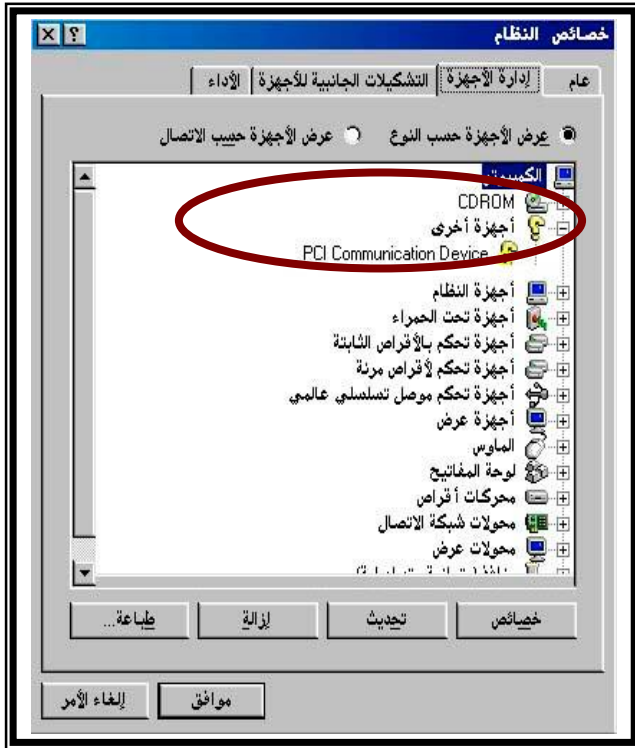 خصائص النظام
عام
إدارة الأجهزة
التشكيلات الجانبية للأجهزة
الأداء
عرض الأجهزة حسب النوع
عرض الأجهزة حسب الاتصال
الكمبيوتر
CDROM
أجهزة أخرى
PCI Communication Device
أجهزة النظام
أجهزة تحت الحمراء
أجهزة تحكم بالأقراص الثابتة
أجهزة تحكم لأقراص مرنة
أجهزة تحكم موصل تسلسلي عالمي
أجهزة عرض
الماوس
لوحة المفاتيح
محركات أقراص
محولات شبكة الاتصال
محولات عرض
خصائص
تحديث
إزالة
طباعة...
موافق
إلغاء الأمر